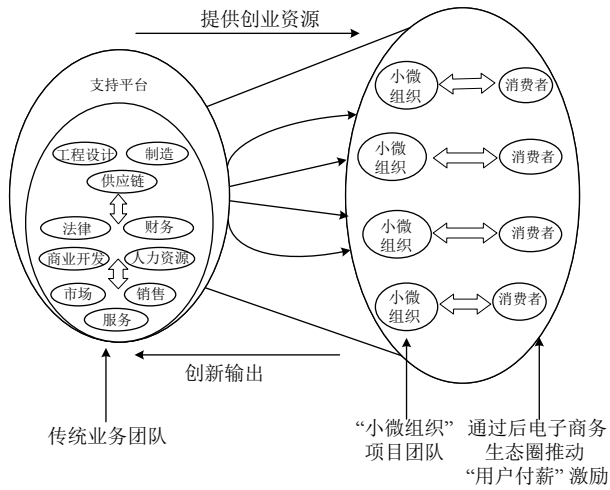 提供创业资源
支持平台
工程设计
制造
供应链
法律
财务
商业开发
人力资源
市场
销售
服务
小微
组织
消费者
小微
组织
消费者
小微
组织
消费者
小微
组织
消费者
创新输出
传统业务团队
“小微组织”
项目团队
通过后电子商务
生态圈推动
“用户付薪” 激励